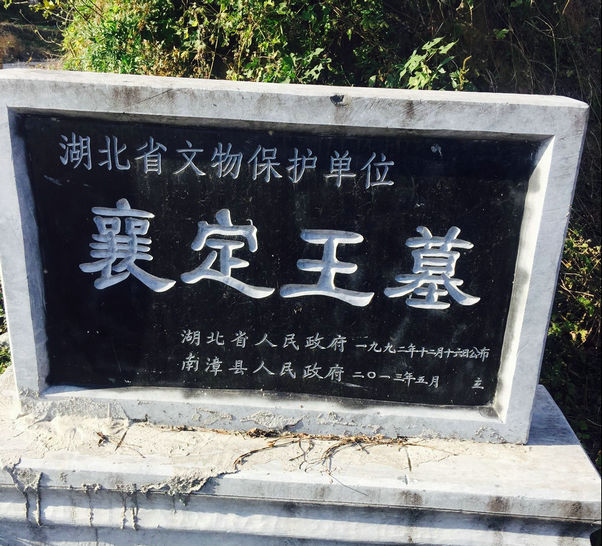 湖北省文物保护单位
襄定王墓
湖北省人民政府 一九九二年十二月十六日公布
南漳县人民政府 二〇一三年五月 立